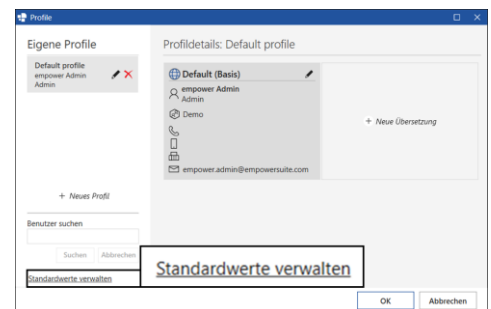 Profile
Eigene Profile
Default profile
empower Admin
Admin
+ Neues Profil
Benutzer suchen
Suchen Abbrechen
Standardwerte verwalten
Profildetails: Default profile
Default (Basis)
empower Admin
Admin
Demo
empower.admin@empowersuite.com
+ Neue Übersetzung
Standardwerte verwalten
OK Abbrechen